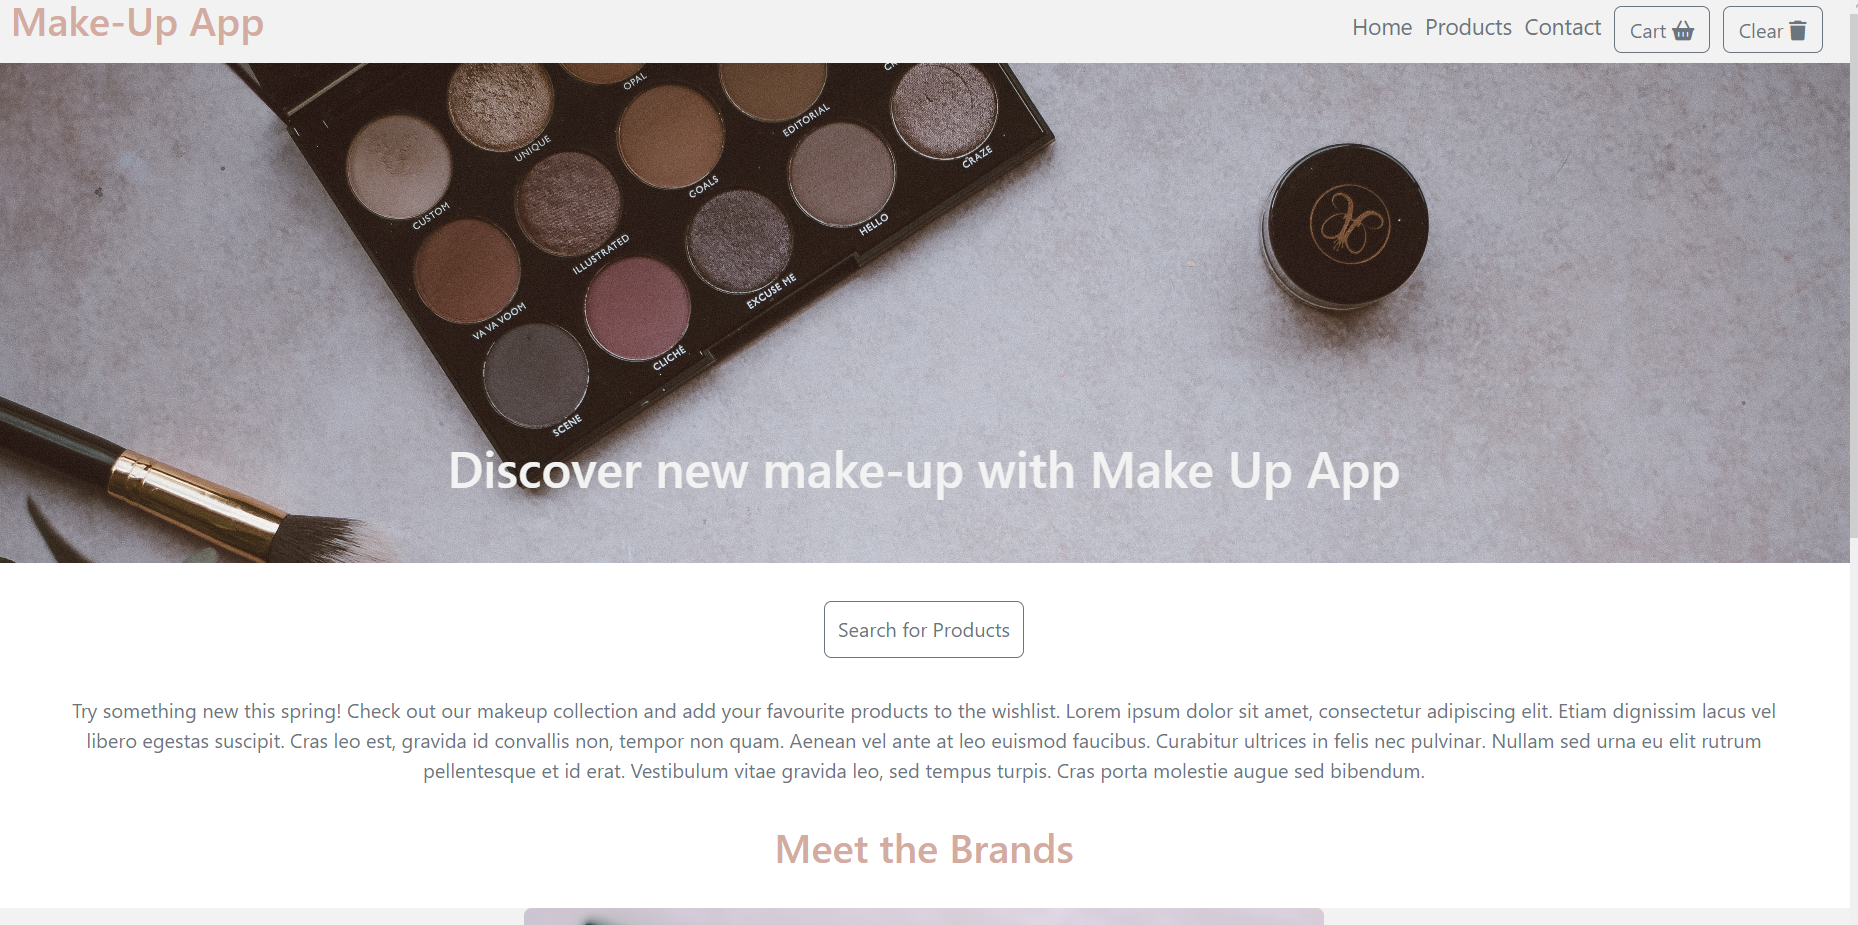 Make-Up App
Home Products Contact Cart Clear
OPAL
UNIQUE
EDITORIAL
CRAZE
GOALS
CUSTOM
HELLO
ILLUSTRATED
EXCUSE ME
VA VA VOOM
CLICHÉ
SCENE
Discover new make-up with Make Up App
Search for Products
Try something new this spring! Check out our makeup collection and add your favourite products to the wishlist. Lorem ipsum dolor sit amet, consectetur adipiscing elit. Etiam dignissim lacus vel
libero egestas suscipit. Cras leo est, gravida id convallis non, tempor non quam. Aenean vel ante at leo euismod faucibus. Curabitur ultrices in felis nec pulvinar. Nullam sed urna eu elit rutrum
pellentesque et id erat. Vestibulum vitae gravida leo, sed tempus turpis. Cras porta molestie augue sed bibendum.
Meet the Brands